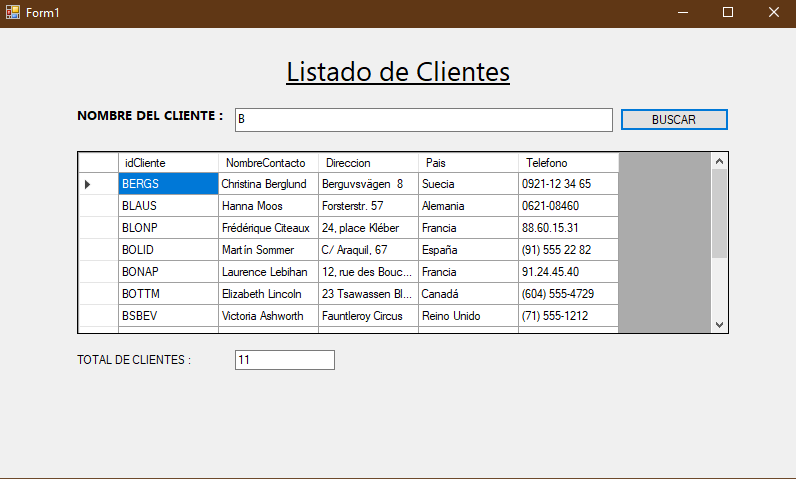 Form1
Listado de Clientes
NOMBRE DEL CLIENTE : B BUSCAR
idCliente NombreContacto Direccion Pais Telefono
BERGS Christina Berglund Berguvsvägen 8 Suecia 0921-12 34 65
BLAUS Hanna Moos Forsterstr. 57 Alemania 0621-08460
BLONP Frédérique Citeaux 24, place Kléber Francia 88.60.15.31
BOLID Martín Sommer C/ Araquil, 67 España (91) 555 22 82
BONAP Laurence Lebihan 12, rue des Bouc... Francia 91.24.45.40
BOTTM Elizabeth Lincoln 23 Tsawassen Bl... Canadá (604) 555-4729
BSBEV Victoria Ashworth Fauntleroy Circus Reino Unido (71) 555-1212
TOTAL DE CLIENTES : 11